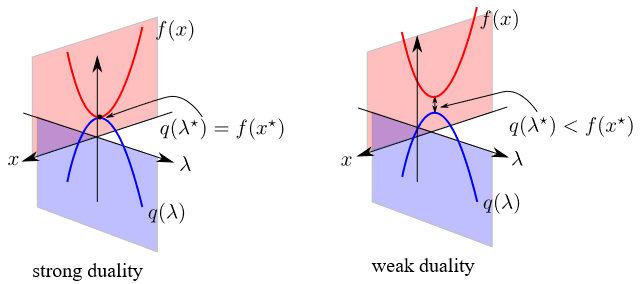 f(x)
q(λ*) = f(x*)
x
λ
q(λ)
strong duality
f(x)
q(λ*) < f(x*)
x
λ
q(λ)
weak duality